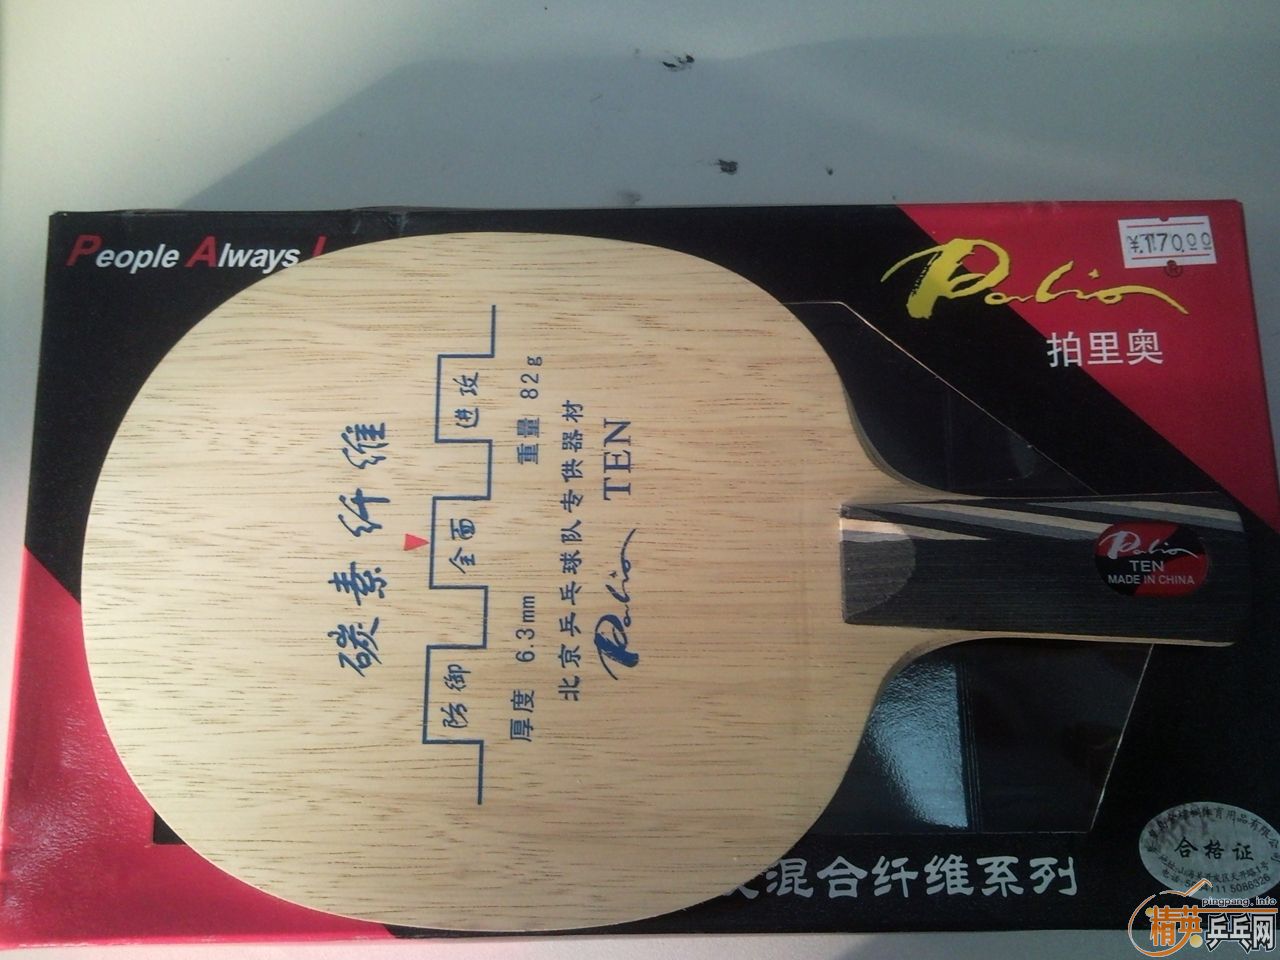 People Always
Palio
®
拍里奥
¥170.00
碳素纤维
防御
全面
进攻
厚度 6.3mm 重量 82g
北京乒乓球队专供器材
Palio TEN
Palio
TEN
MADE IN CHINA
混合纤维系列
合格证
pingpang.info
精英乒乓网